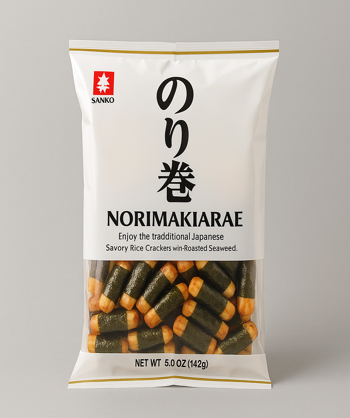 SANKO
のり巻
NORIMAKIARAE
Enjoy the tradditional Japanese
Savory Rice Crackers win-Roasted Seaweed.
NET WT 5.0 OZ (142g)